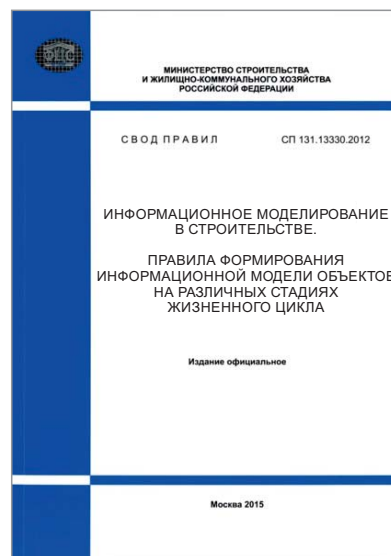 МИНИСТЕРСТВО СТРОИТЕЛЬСТВА
И ЖИЛИЩНО-КОММУНАЛЬНОГО ХОЗЯЙСТВА
РОССИЙСКОЙ ФЕДЕРАЦИИ
СВОД ПРАВИЛ СП 131.13330.2012
ИНФОРМАЦИОННОЕ МОДЕЛИРОВАНИЕ
В СТРОИТЕЛЬСТВЕ.
ПРАВИЛА ФОРМИРОВАНИЯ
ИНФОРМАЦИОННОЙ МОДЕЛИ ОБЪЕКТОВ
НА РАЗЛИЧНЫХ СТАДИЯХ
ЖИЗНЕННОГО ЦИКЛА
Издание официальное
Москва 2015